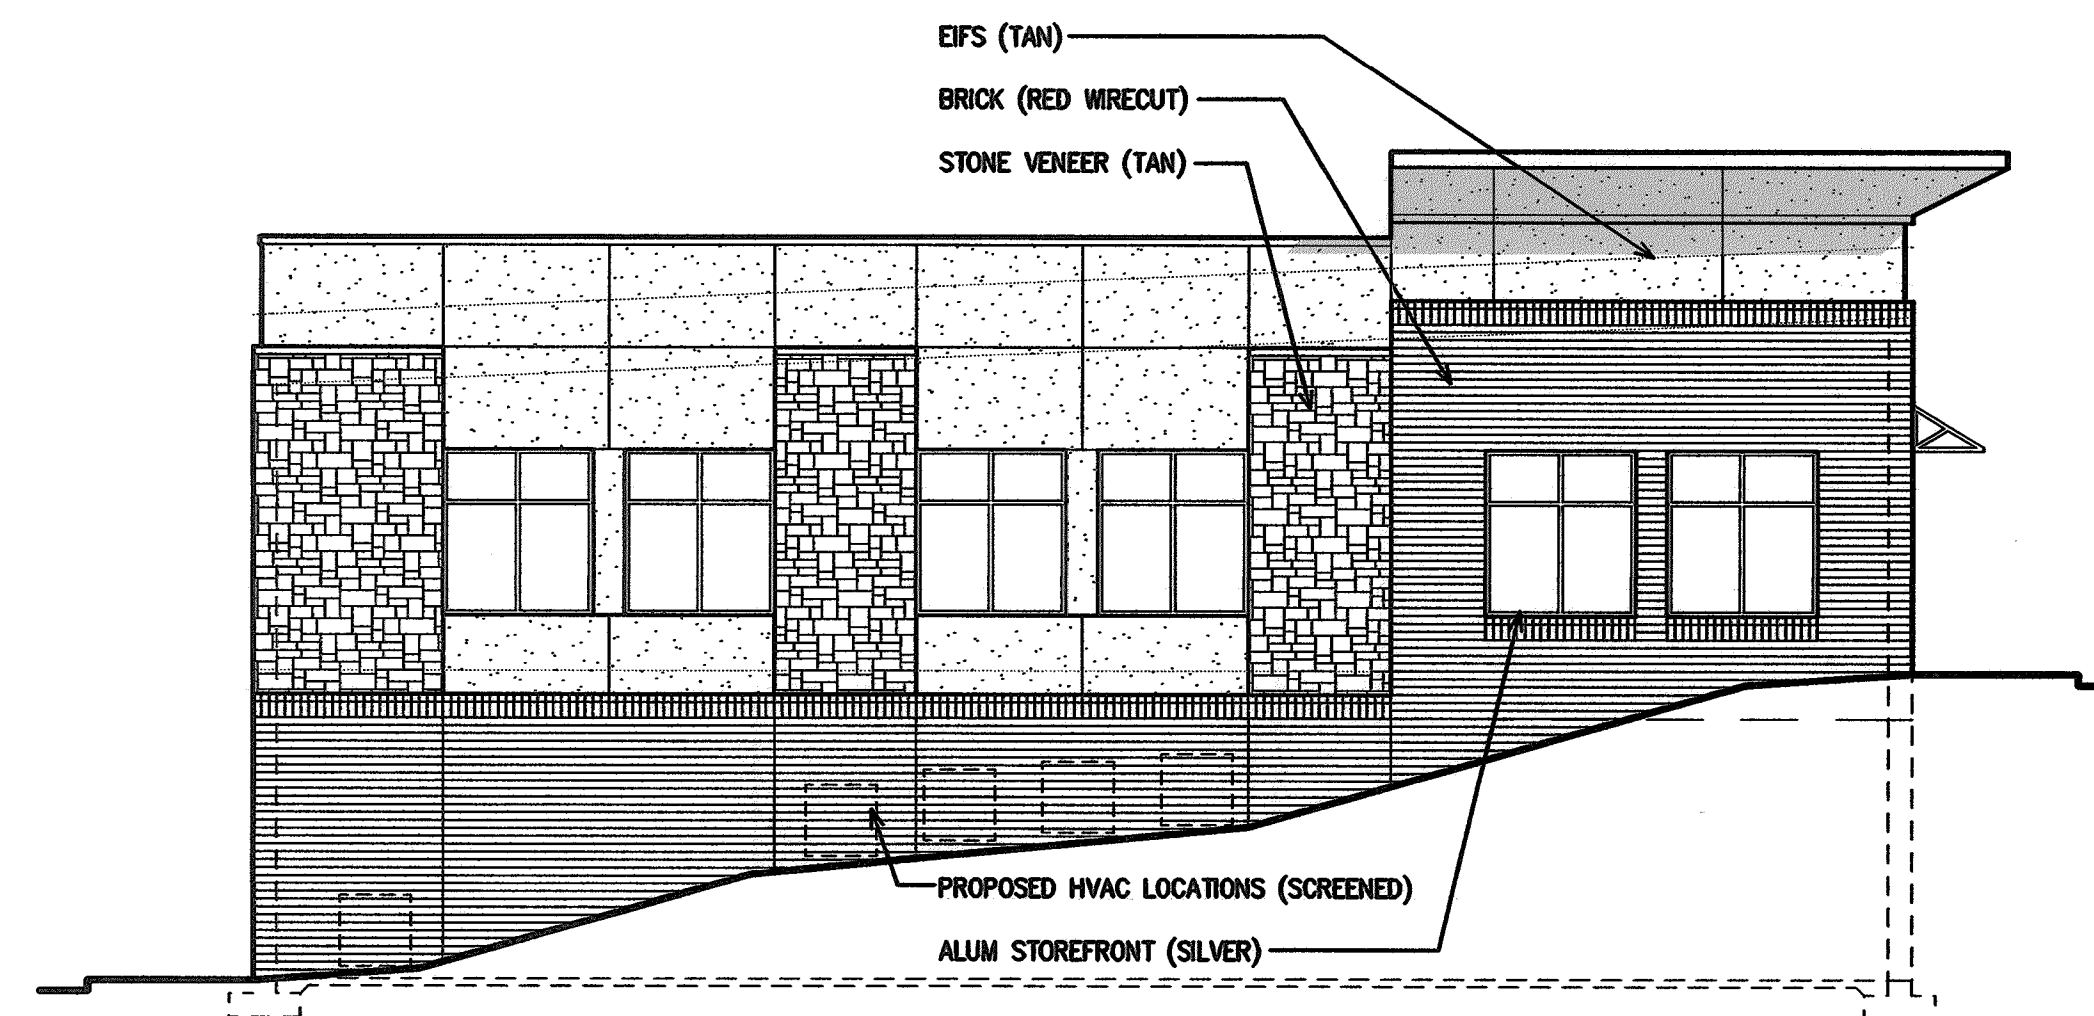 EIFS (TAN)
BRICK (RED WIRECUT)
STONE VENEER (TAN)
PROPOSED HVAC LOCATIONS (SCREENED)
ALUM STOREFRONT (SILVER)